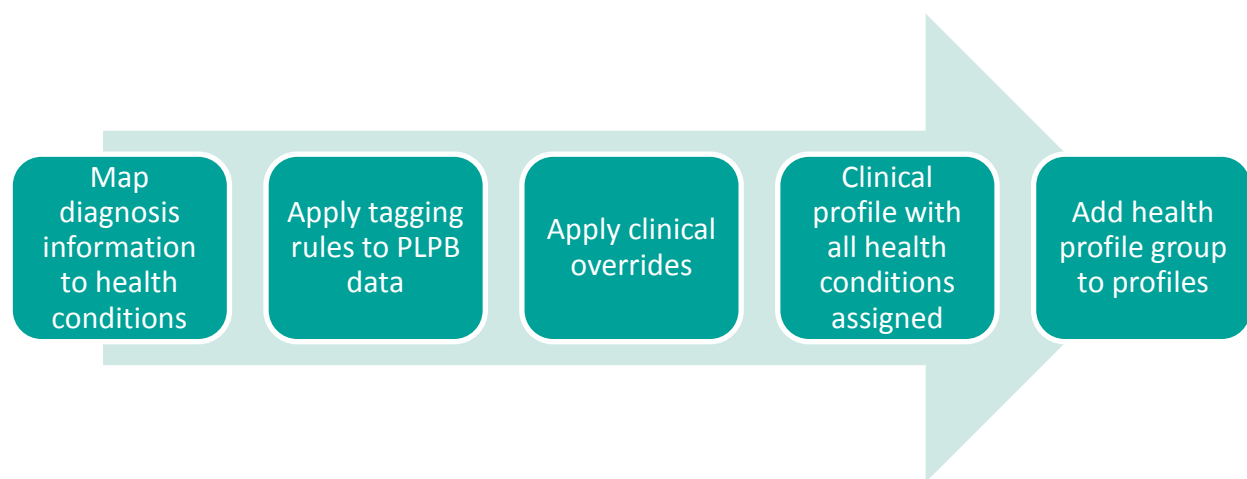 Map
diagnosis
information
to health
conditions
Apply tagging
rules to PLPB
data
Apply clinical
overrides
Clinical
profile with
all health
conditions
assigned
Add health
profile group
to profiles